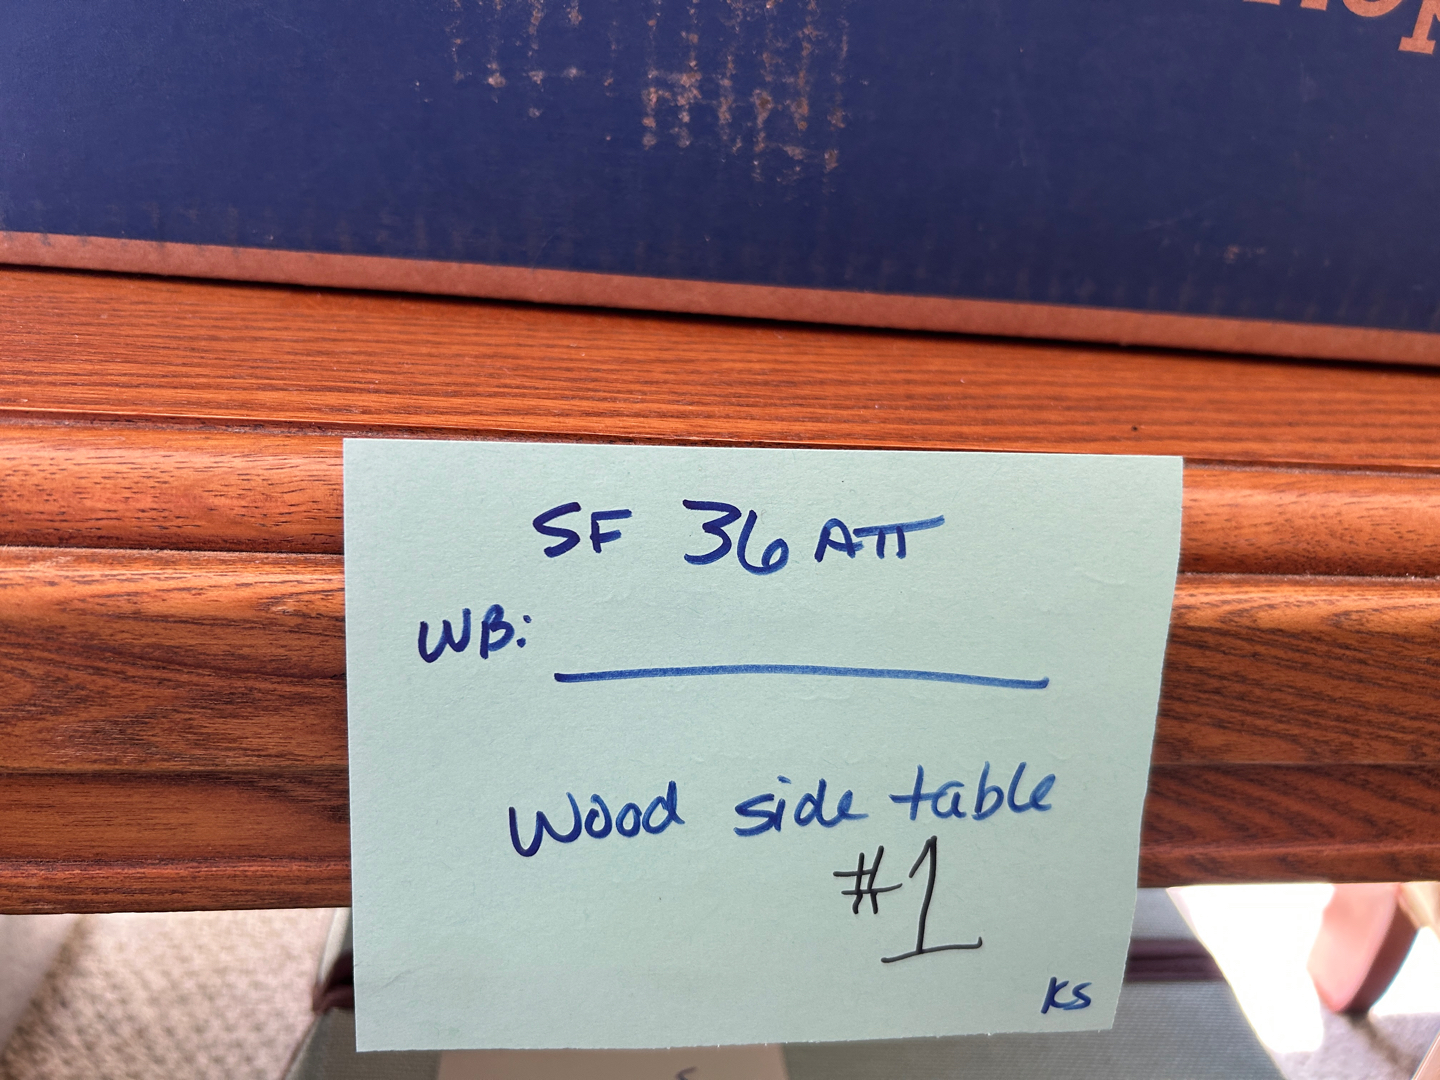 SF 36 ATT
WB:
Wood side table
#1
KS